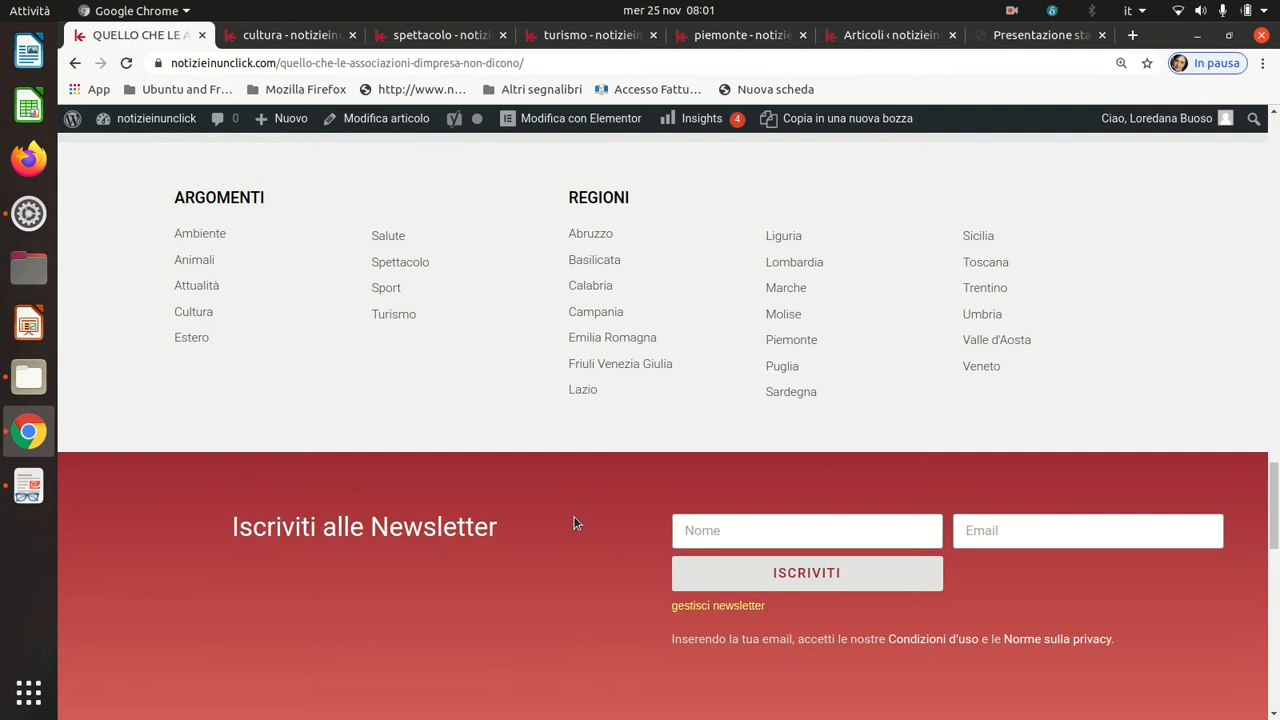 Attività
Google Chrome
mer 25 nov 08:01
it
QUELLO CHE LE A
cultura - notizieinu
spettacolo - notizi
turismo - notiziein
piemonte - notizie
Articoli ‹ notiziein
Presentazione sta
notizieinunclick.com/quello-che-le-associazioni-dimpresa-non-dicono/
In pausa
App
Ubuntu and Fr...
Mozilla Firefox
http://www.n...
Altri segnalibri
Accesso Fattu...
Nuova scheda
notizieinunclick
0
Nuovo
Modifica articolo
Modifica con Elementor
Insights
4
Copia in una nuova bozza
Ciao, Loredana Buoso
ARGOMENTI
Ambiente
Animali
Attualità
Cultura
Estero
Salute
Spettacolo
Sport
Turismo
REGIONI
Abruzzo
Basilicata
Calabria
Campania
Emilia Romagna
Friuli Venezia Giulia
Lazio
Liguria
Lombardia
Marche
Molise
Piemonte
Puglia
Sardegna
Sicilia
Toscana
Trentino
Umbria
Valle d'Aosta
Veneto
Iscriviti alle Newsletter
Nome
Email
ISCRIVITI
gestisci newsletter
Inserendo la tua email, accetti le nostre Condizioni d'uso e le Norme sulla privacy.